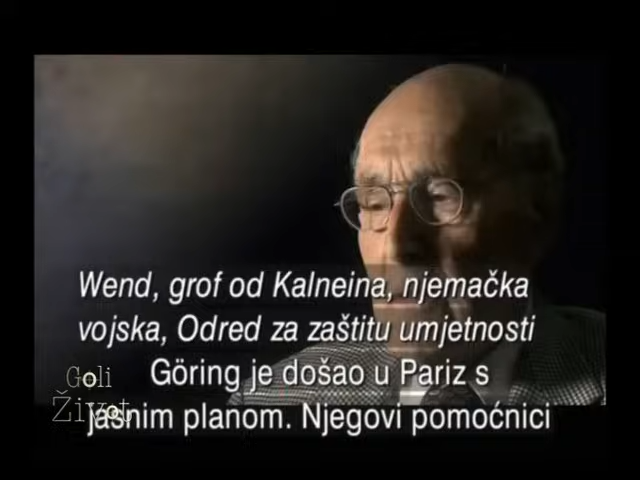 Wend, grof od Kalneina, njemačka
vojska, Odred za zaštitu umjetnosti
Göring je došao u Pariz s
jasnim planom. Njegovi pomoćnici
Goli
Život